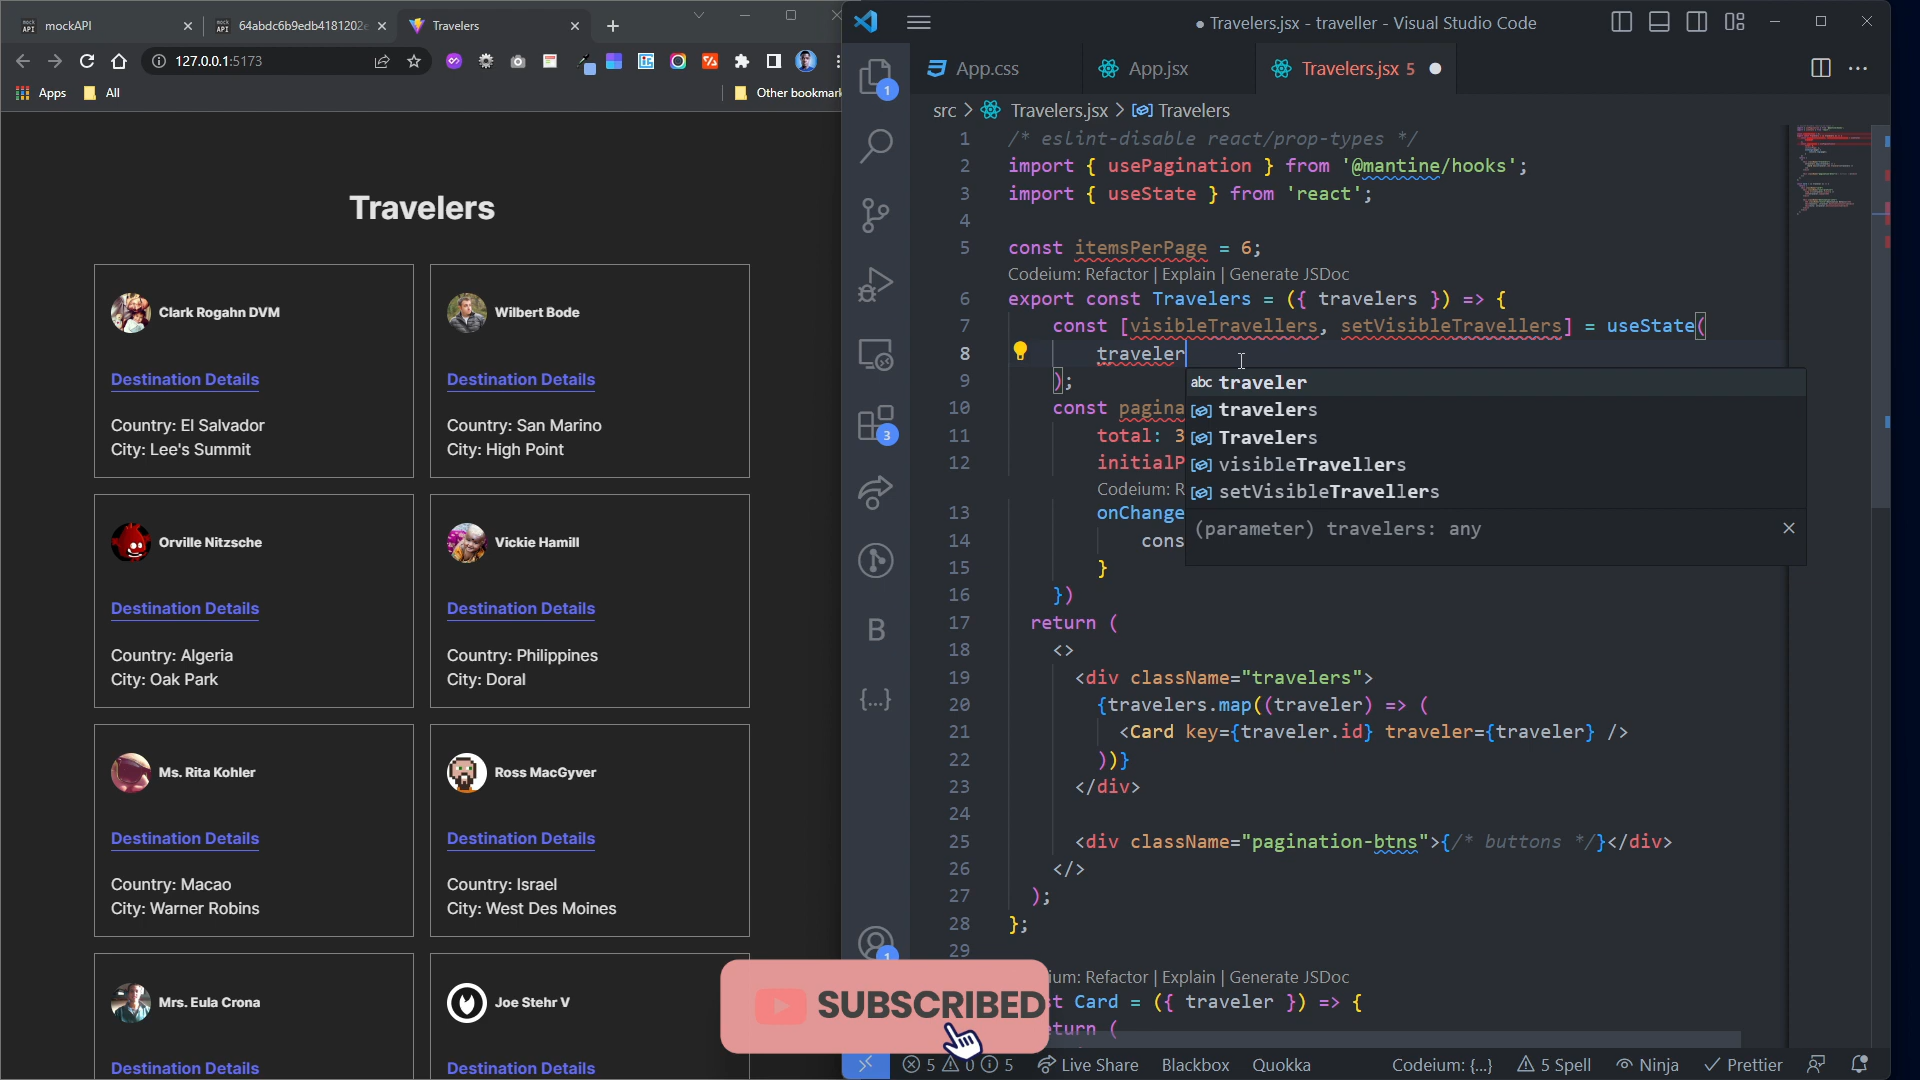 mockAPI
64abdc6b9edb4181202
Travelers
127.0.0.1:5173
Apps
All
Other bookmark
Travelers
Clark Rogahn DVM
Destination Details
Country: El Salvador
City: Lee's Summit
Wilbert Bode
Destination Details
Country: San Marino
City: High Point
Orville Nitzsche
Destination Details
Country: Algeria
City: Oak Park
Vickie Hamill
Destination Details
Country: Philippines
City: Doral
Ms. Rita Kohler
Destination Details
Country: Macao
City: Warner Robins
Ross MacGyver
Destination Details
Country: Israel
City: West Des Moines
Mrs. Eula Crona
Destination Details
Joe Stehr V
Destination Details
● Travelers.jsx - traveller - Visual Studio Code
App.css
App.jsx
Travelers.jsx 5
src > Travelers.jsx > Travelers
1 /* eslint-disable react/prop-types */
2 import { usePagination } from '@mantine/hooks';
3 import { useState } from 'react';
4
5 const itemsPerPage = 6;
Codeium: Refactor | Explain | Generate JSDoc
6 export const Travelers = ({ travelers }) => {
7 const [visibleTravellers, setVisibleTravellers] = useState(
8 traveler
9 );
10 const pagina
11 total: 3
12 initialP
Codeium: R
13 onChange
14 cons
15 }
16 })
17 return (
18 <>
19 <div className="travelers">
20 {travelers.map((traveler) => (
21 <Card key={traveler.id} traveler={traveler} />
22 ))}
23 </div>
24
25 <div className="pagination-btns">{/* buttons */}</div>
26 </>
27 );
28 };
29
ium: Refactor | Explain | Generate JSDoc
st Card = ({ traveler }) => {
eturn (
abc traveler
travelers
Travelers
visibleTravellers
setVisibleTravellers
(parameter) travelers: any
1
3
B
{...}
1
SUBSCRIBED
5 0 5
Live Share
Blackbox
Quokka
Codeium: {...}
5 Spell
Ninja
Prettier